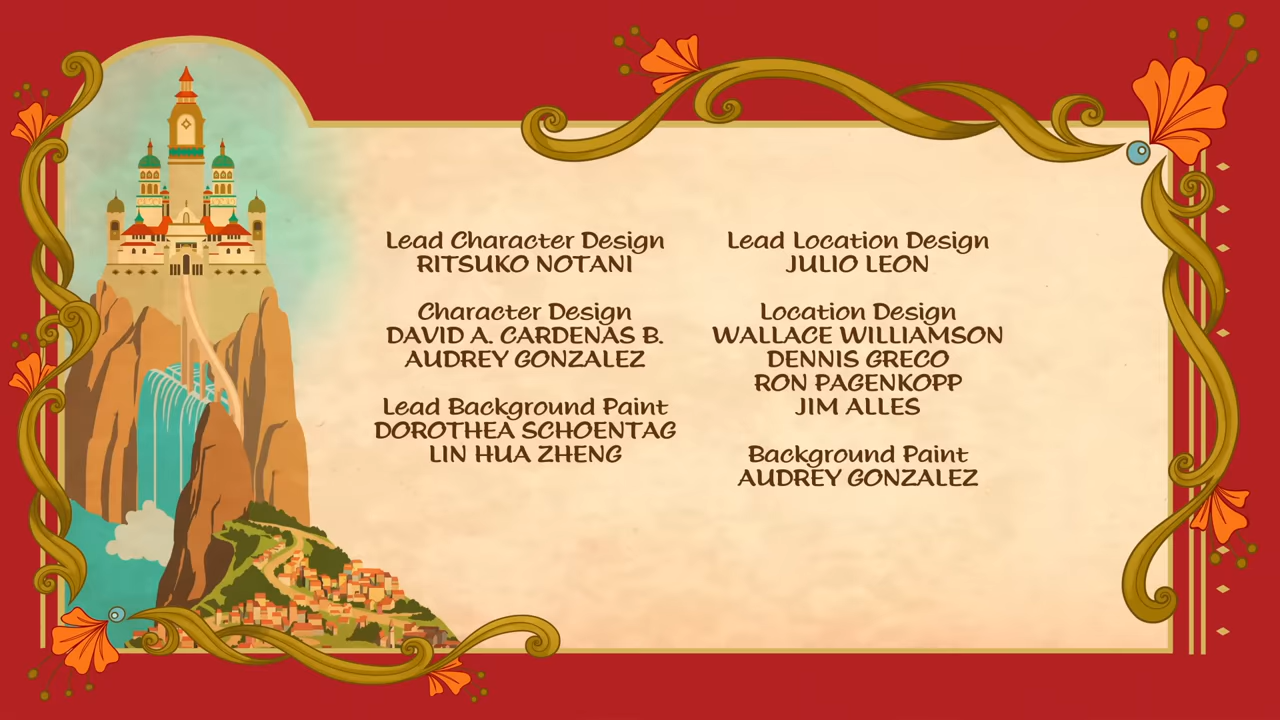 Lead Character Design
RITSUKO NOTANI
Character Design
DAVID A. CARDENAS B.
AUDREY GONZALEZ
Lead Background Paint
DOROTHEA SCHOENTAG
LIN HUA ZHENG
Lead Location Design
JULIO LEON
Location Design
WALLACE WILLIAMSON
DENNIS GRECO
RON PAGENKOPP
JIM ALLES
Background Paint
AUDREY GONZALEZ